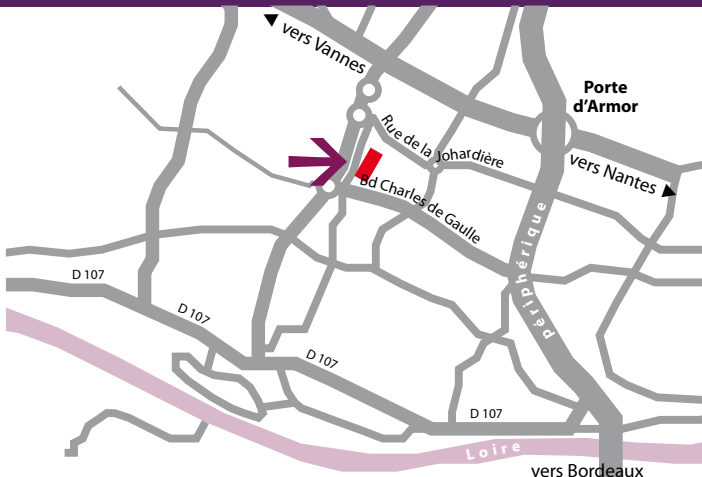 vers Vannes
Porte
d'Armor
Rue de la Johardière
vers Nantes
Bd Charles de Gaulle
périphérique
D 107
D 107
D 107
D 107
Loire
vers Bordeaux